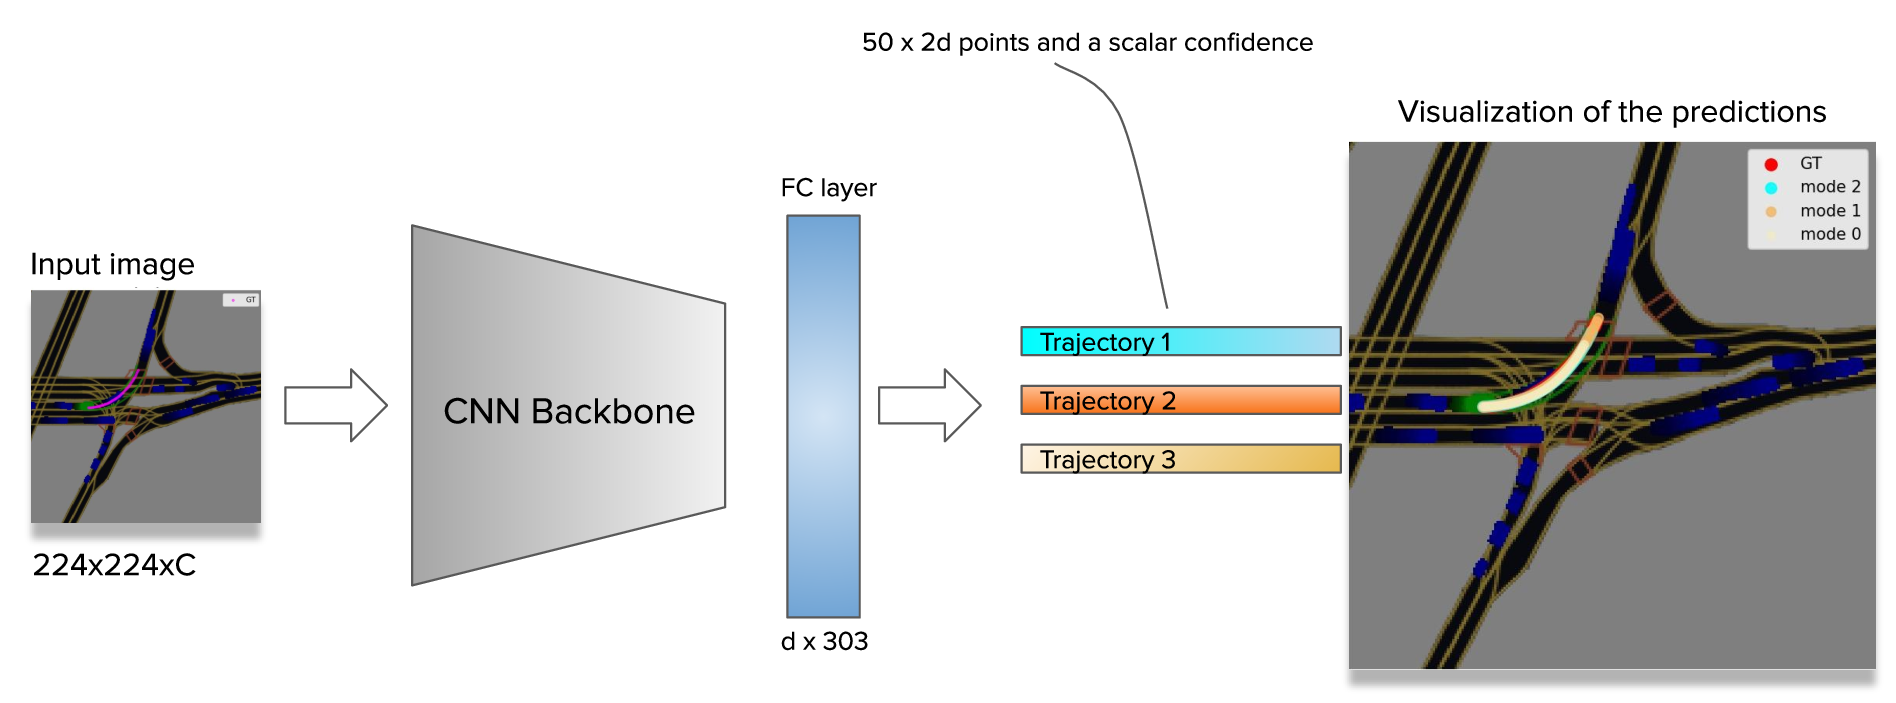 50 x 2d points and a scalar confidence
Visualization of the predictions
GT
mode 2
mode 1
mode 0
FC layer
Input image
GT
CNN Backbone
Trajectory 1
Trajectory 2
Trajectory 3
224x224xC
d x 303